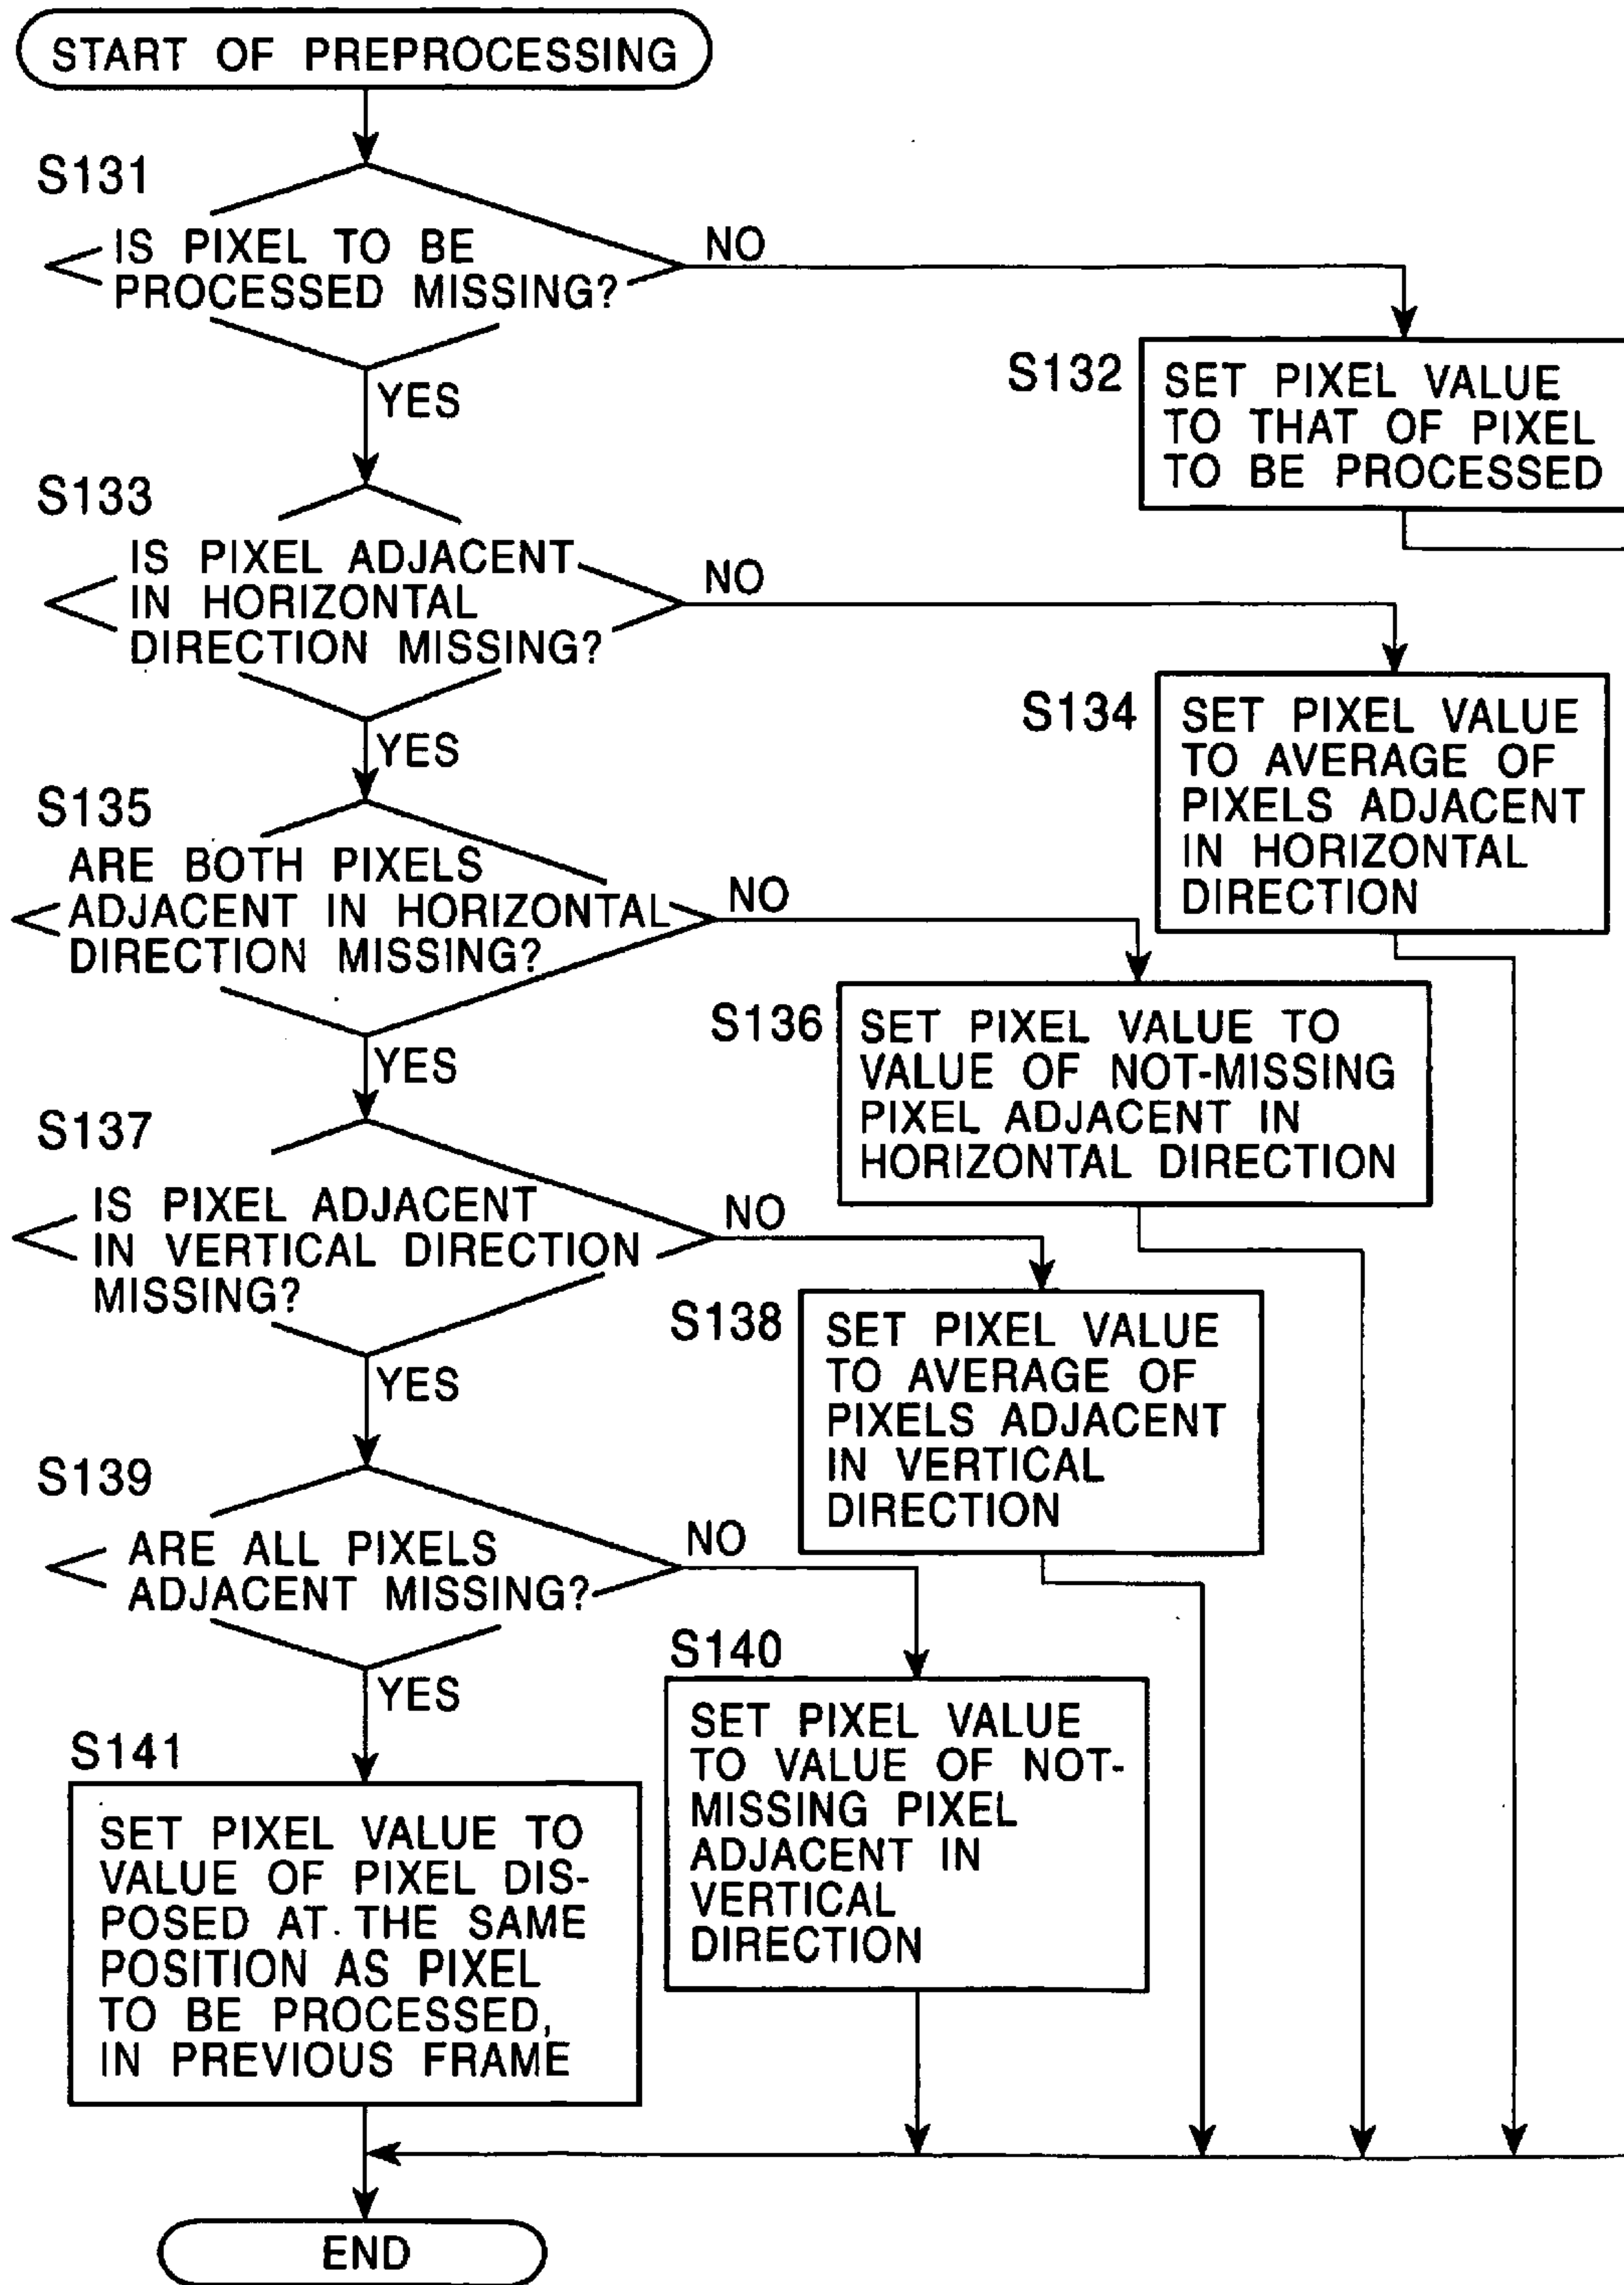 START OF PREPROCESSING
S131
IS PIXEL TO BE
PROCESSED MISSING?
NO
YES
S132
SET PIXEL VALUE
TO THAT OF PIXEL
TO BE PROCESSED
S133
IS PIXEL ADJACENT
IN HORIZONTAL
DIRECTION MISSING?
NO
YES
S134
SET PIXEL VALUE
TO AVERAGE OF
PIXELS ADJACENT
IN HORIZONTAL
DIRECTION
S135
ARE BOTH PIXELS
ADJACENT IN HORIZONTAL
DIRECTION MISSING?
NO
YES
S136
SET PIXEL VALUE TO
VALUE OF NOT-MISSING
PIXEL ADJACENT IN
HORIZONTAL DIRECTION
S137
IS PIXEL ADJACENT
IN VERTICAL DIRECTION
MISSING?
NO
YES
S138
SET PIXEL VALUE
TO AVERAGE OF
PIXELS ADJACENT
IN VERTICAL
DIRECTION
S139
ARE ALL PIXELS
ADJACENT MISSING?
NO
YES
S140
SET PIXEL VALUE
TO VALUE OF NOT-
MISSING PIXEL
ADJACENT IN
VERTICAL
DIRECTION
S141
SET PIXEL VALUE TO
VALUE OF PIXEL DIS-
POSED AT THE SAME
POSITION AS PIXEL
TO BE PROCESSED,
IN PREVIOUS FRAME
END